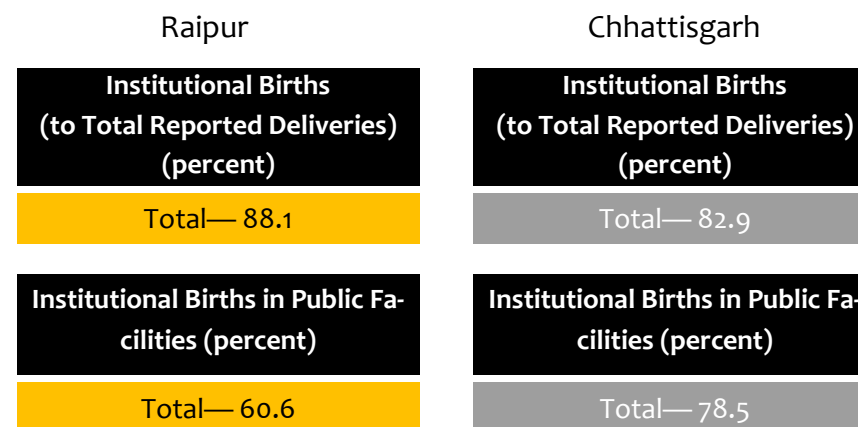 Raipur
Institutional Births
(to Total Reported Deliveries)
(percent)
Total— 88.1
Institutional Births in Public Fa-
cilities (percent)
Total— 60.6
Chhattisgarh
Institutional Births
(to Total Reported Deliveries)
(percent)
Total— 82.9
Institutional Births in Public Fa-
cilities (percent)
Total— 78.5